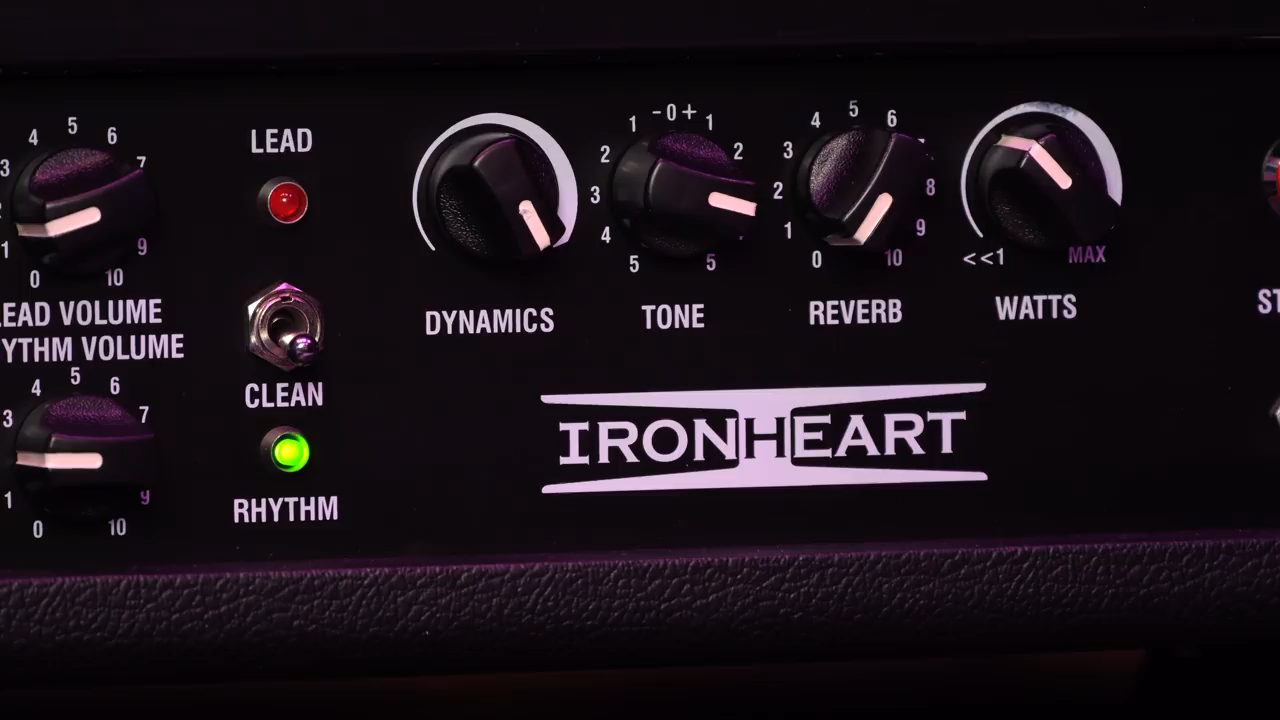 4 5 6
3 7
1 9
0 10
LEAD VOLUME
LEAD
CLEAN
RHYTHM
VOLUME
4 5 6
3 7
1 9
0 10
DYNAMICS
1 -0+ 1
2 2
3
4
5 5
TONE
4 5 6
3
2 8
1 9
0 10
REVERB
<<1 MAX
WATTS
ST
IRONHEART